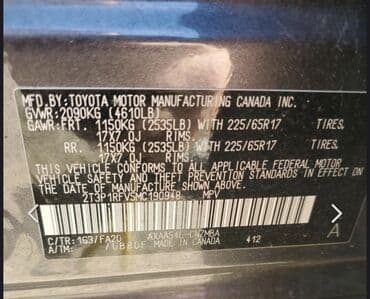 MFD.BY:TOYOTA MOTOR MANUFACTURING CANADA INC.
GVWR:2090KG (4610LB)
GAWR:FRT. 1150KG (2535LB) WITH 225/65R17 TIRES,
17X7.0J RIMS,
RR. 1150KG (2535LB) WITH 225/65R17 TIRES,
17X7.0J RIMS,
THIS VEHICLE CONFORMS TO ALL APPLICABLE FEDERAL MOTOR
VEHICLE SAFETY AND THEFT PREVENTION STANDARDS IN
EFFECT ON THE DATE OF MANUFACTURE SHOWN ABOVE.
2T3P1RFV5MC190948 MPV
C/TR:1G3/FA20 412 A
A/TM: